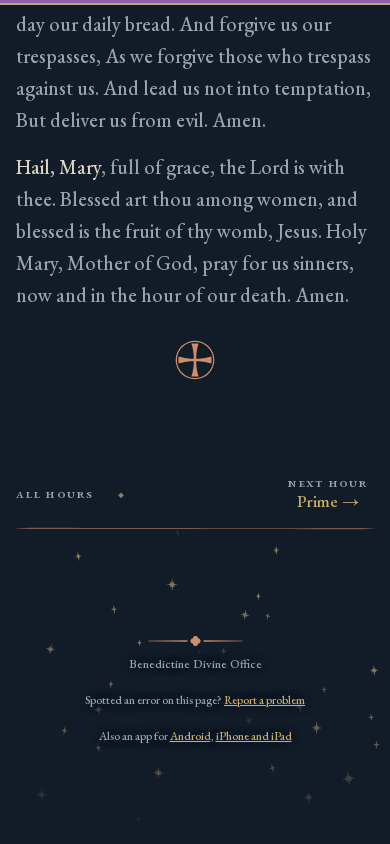 day our daily bread. And forgive us our
trespasses, As we forgive those who trespass
against us. And lead us not into temptation,
But deliver us from evil. Amen.
Hail, Mary, full of grace, the Lord is with
thee. Blessed art thou among women, and
blessed is the fruit of thy womb, Jesus. Holy
Mary, Mother of God, pray for us sinners,
now and in the hour of our death. Amen.
ALL HOURS
NEXT HOUR
Prime →
Benedictine Divine Office
Spotted an error on this page? Report a problem
Also an app for Android, iPhone and iPad